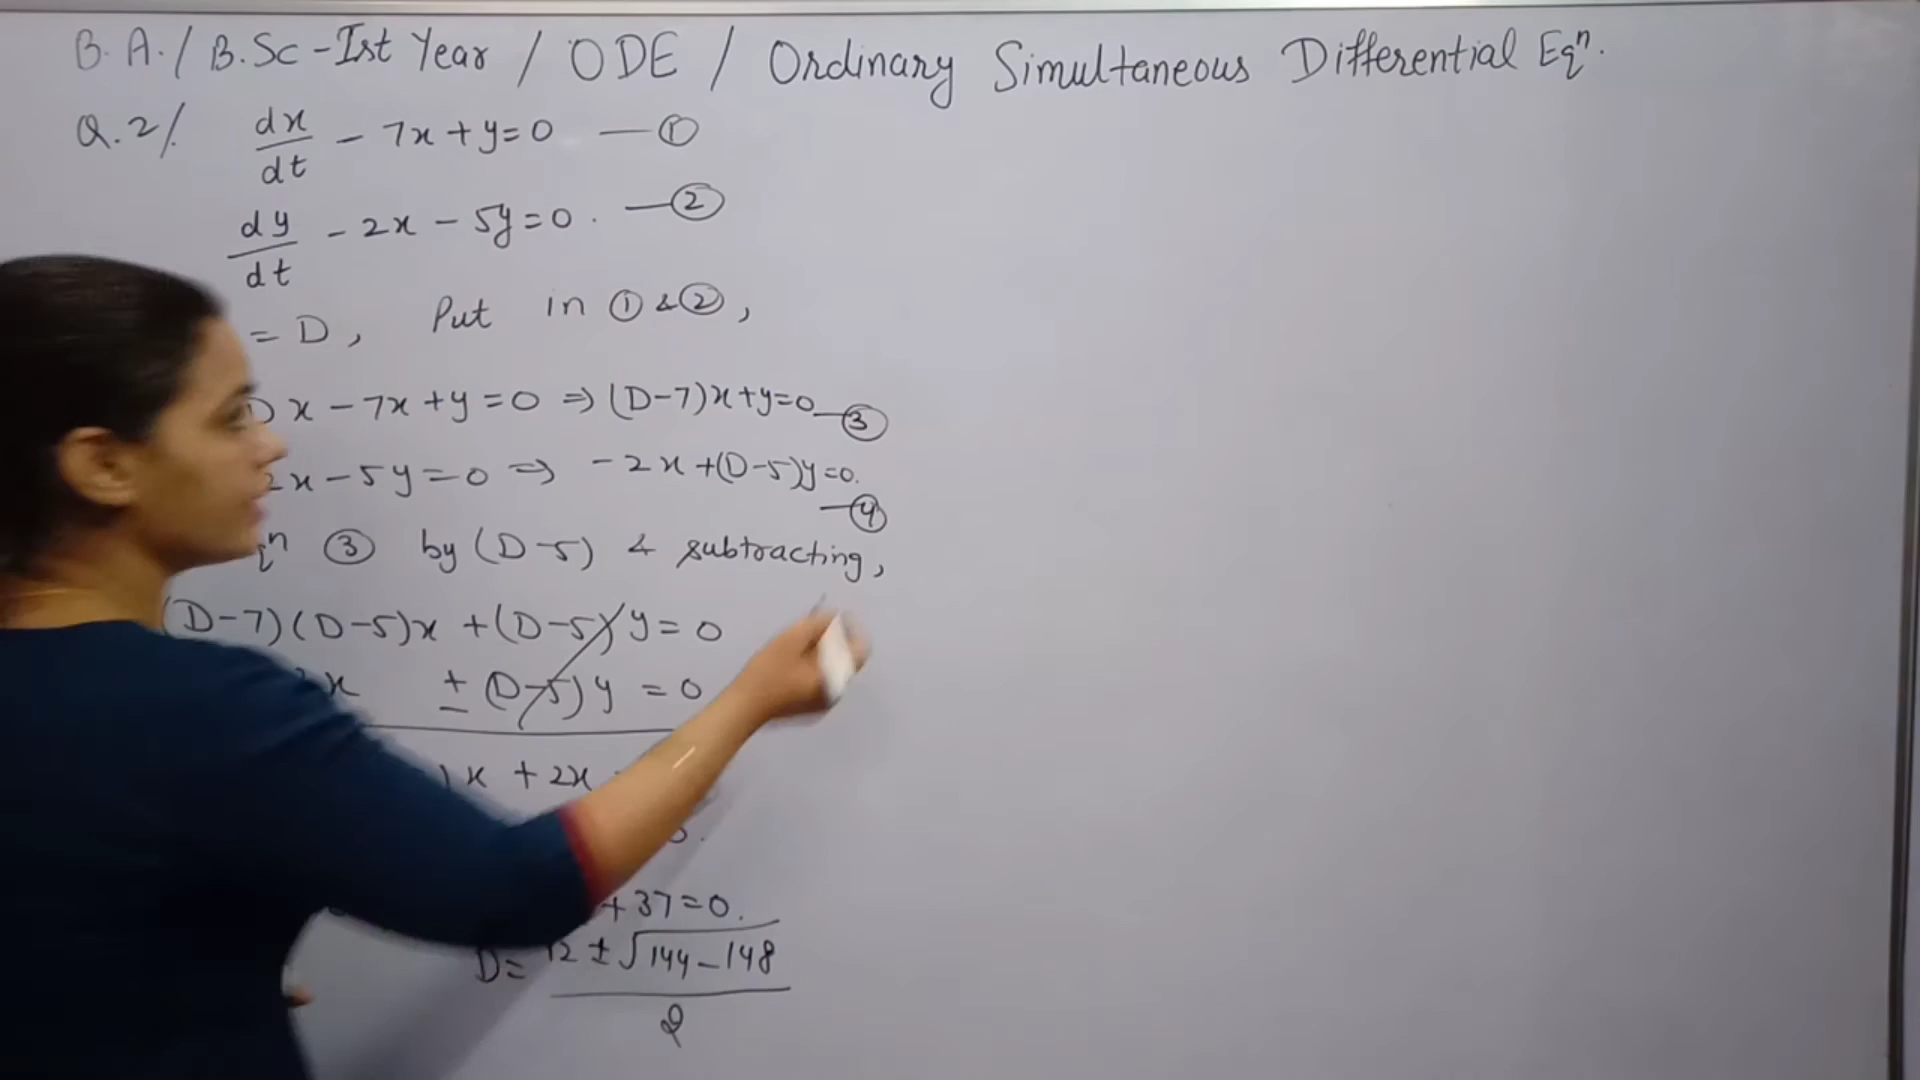 B.A./B.Sc-Ist Year / ODE / Ordinary Simultaneous Differential Eqⁿ.
Q.2/. dx/dt - 7x + y = 0 — ①
dy/dt - 2x - 5y = 0. — ②
= D, Put in ① & ②,
Dx - 7x + y = 0 ⇒ (D-7)x + y = 0 — ③
2x - 5y = 0 ⇒ -2x + (D-5)y = 0. — ④
③ by (D-5) & subtracting,
(D-7)(D-5)x + (D-5)y = 0
2x ± (D-5)y = 0
)x + 2x
+ 37 = 0.
D = 12 ± √144-148 / 2